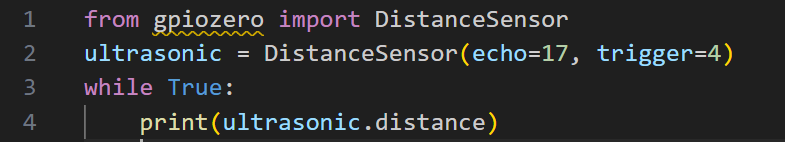 1 from gpiozero import DistanceSensor
2 ultrasonic = DistanceSensor(echo=17, trigger=4)
3 while True:
4     print(ultrasonic.distance)